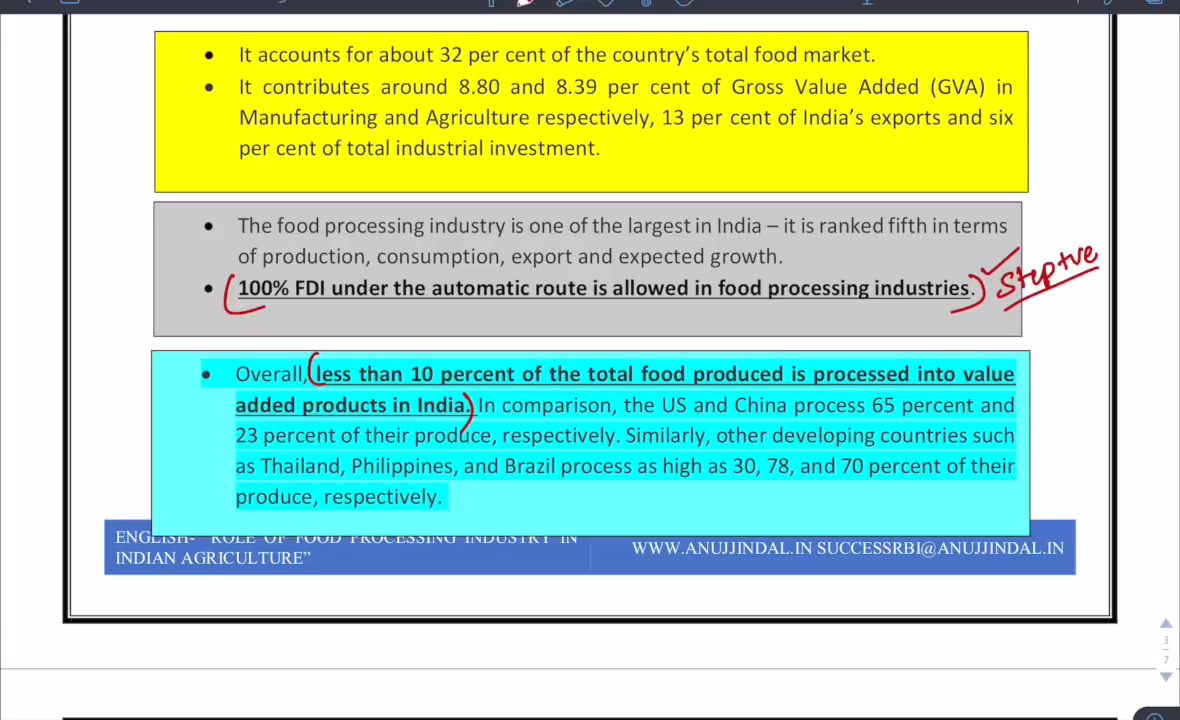 • It accounts for about 32 per cent of the country's total food market.
• It contributes around 8.80 and 8.39 per cent of Gross Value Added (GVA) in
Manufacturing and Agriculture respectively, 13 per cent of India's exports and six
per cent of total industrial investment.
• The food processing industry is one of the largest in India – it is ranked fifth in terms
of production, consumption, export and expected growth.
• 100% FDI under the automatic route is allowed in food processing industries.
Step +ve
• Overall, less than 10 percent of the total food produced is processed into value
added products in India. In comparison, the US and China process 65 percent and
23 percent of their produce, respectively. Similarly, other developing countries such
as Thailand, Philippines, and Brazil process as high as 30, 78, and 70 percent of their
produce, respectively.
ENGLISH- "ROLE OF FOOD PROCESSING INDUSTRY IN
INDIAN AGRICULTURE”
WWW.ANUJJINDAL.IN SUCCESSRBI@ANUJJINDAL.IN
3
7